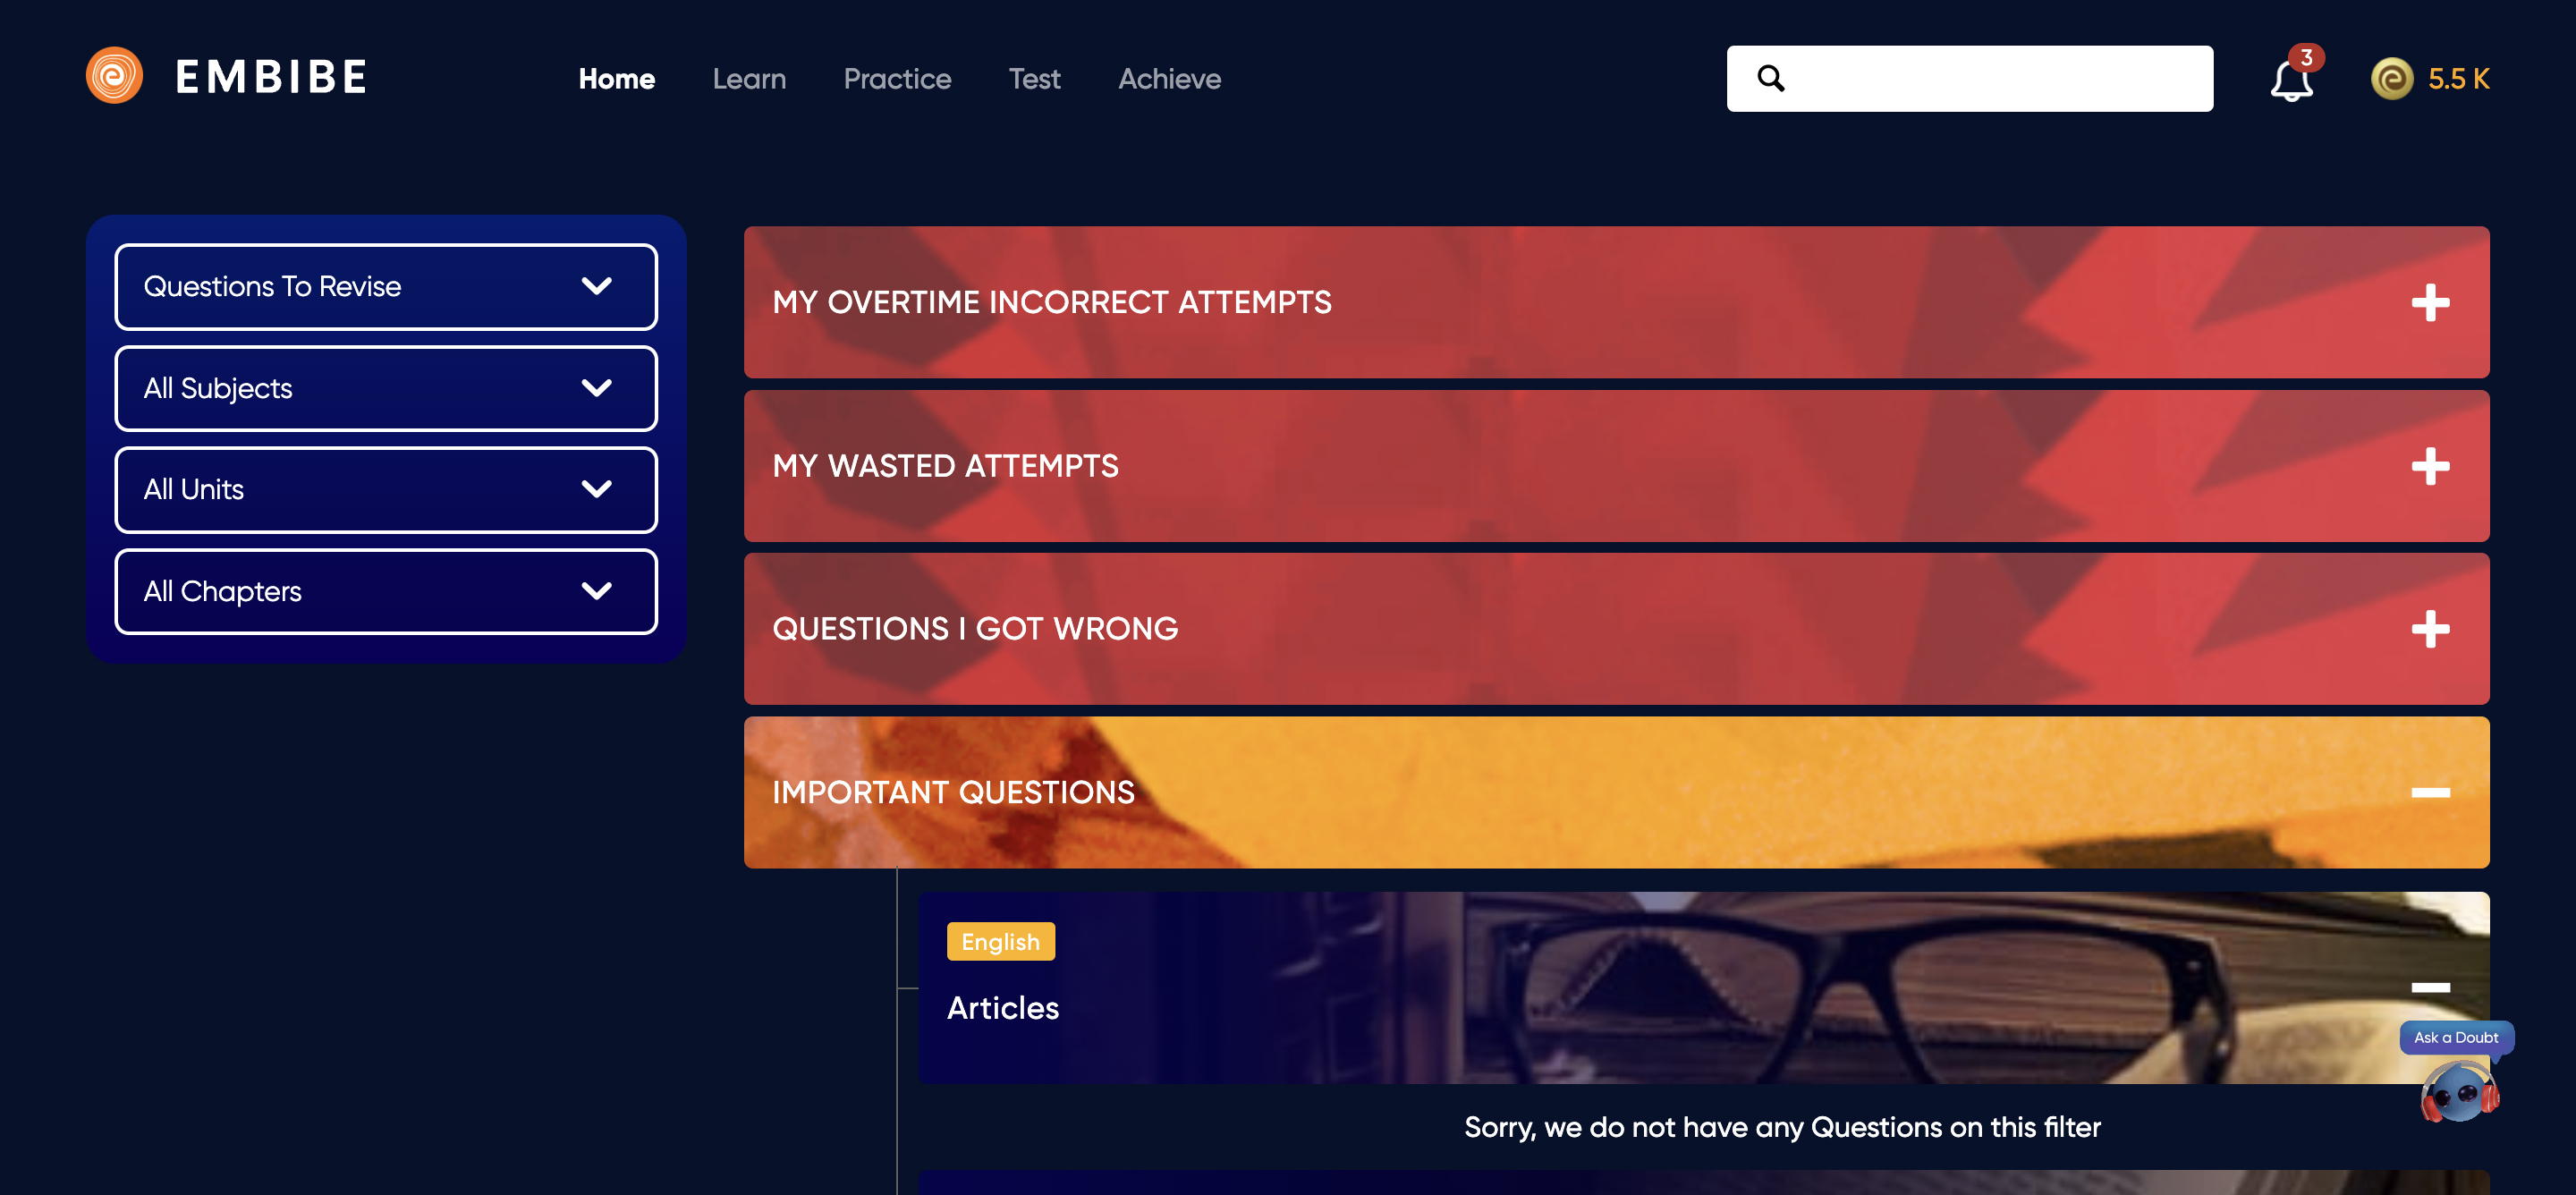 EMBIBE
Home
Learn
Practice
Test
Achieve
3
5.5 K
Questions To Revise
All Subjects
All Units
All Chapters
MY OVERTIME INCORRECT ATTEMPTS
MY WASTED ATTEMPTS
QUESTIONS I GOT WRONG
IMPORTANT QUESTIONS
English
Articles
Ask a Doubt
Sorry, we do not have any Questions on this filter